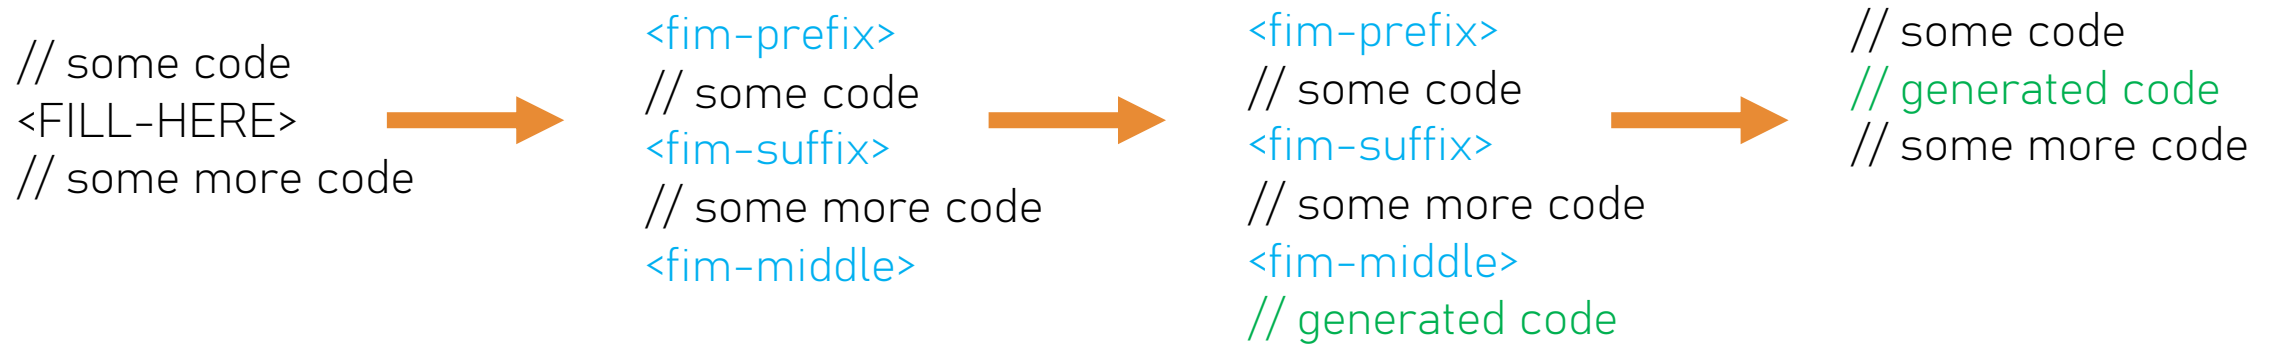 // some code
<FILL-HERE>
// some more code
<fim-prefix>
// some code
<fim-suffix>
// some more code
<fim-middle>
<fim-prefix>
// some code
<fim-suffix>
// some more code
<fim-middle>
// generated code
// some code
// generated code
// some more code